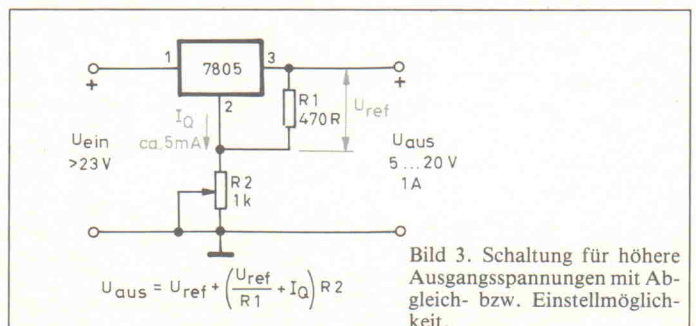 1
7805
3
+
2
R1
470R
Uref
+
IQ
ca. 5mA
Uein
>23V
Uaus
5...20 V
1A
R2
1k
Uaus = Uref + (Uref/R1 + IQ) R2
Bild 3. Schaltung für höhere
Ausgangsspannungen mit Ab-
gleich- bzw. Einstellmöglich-
keit.